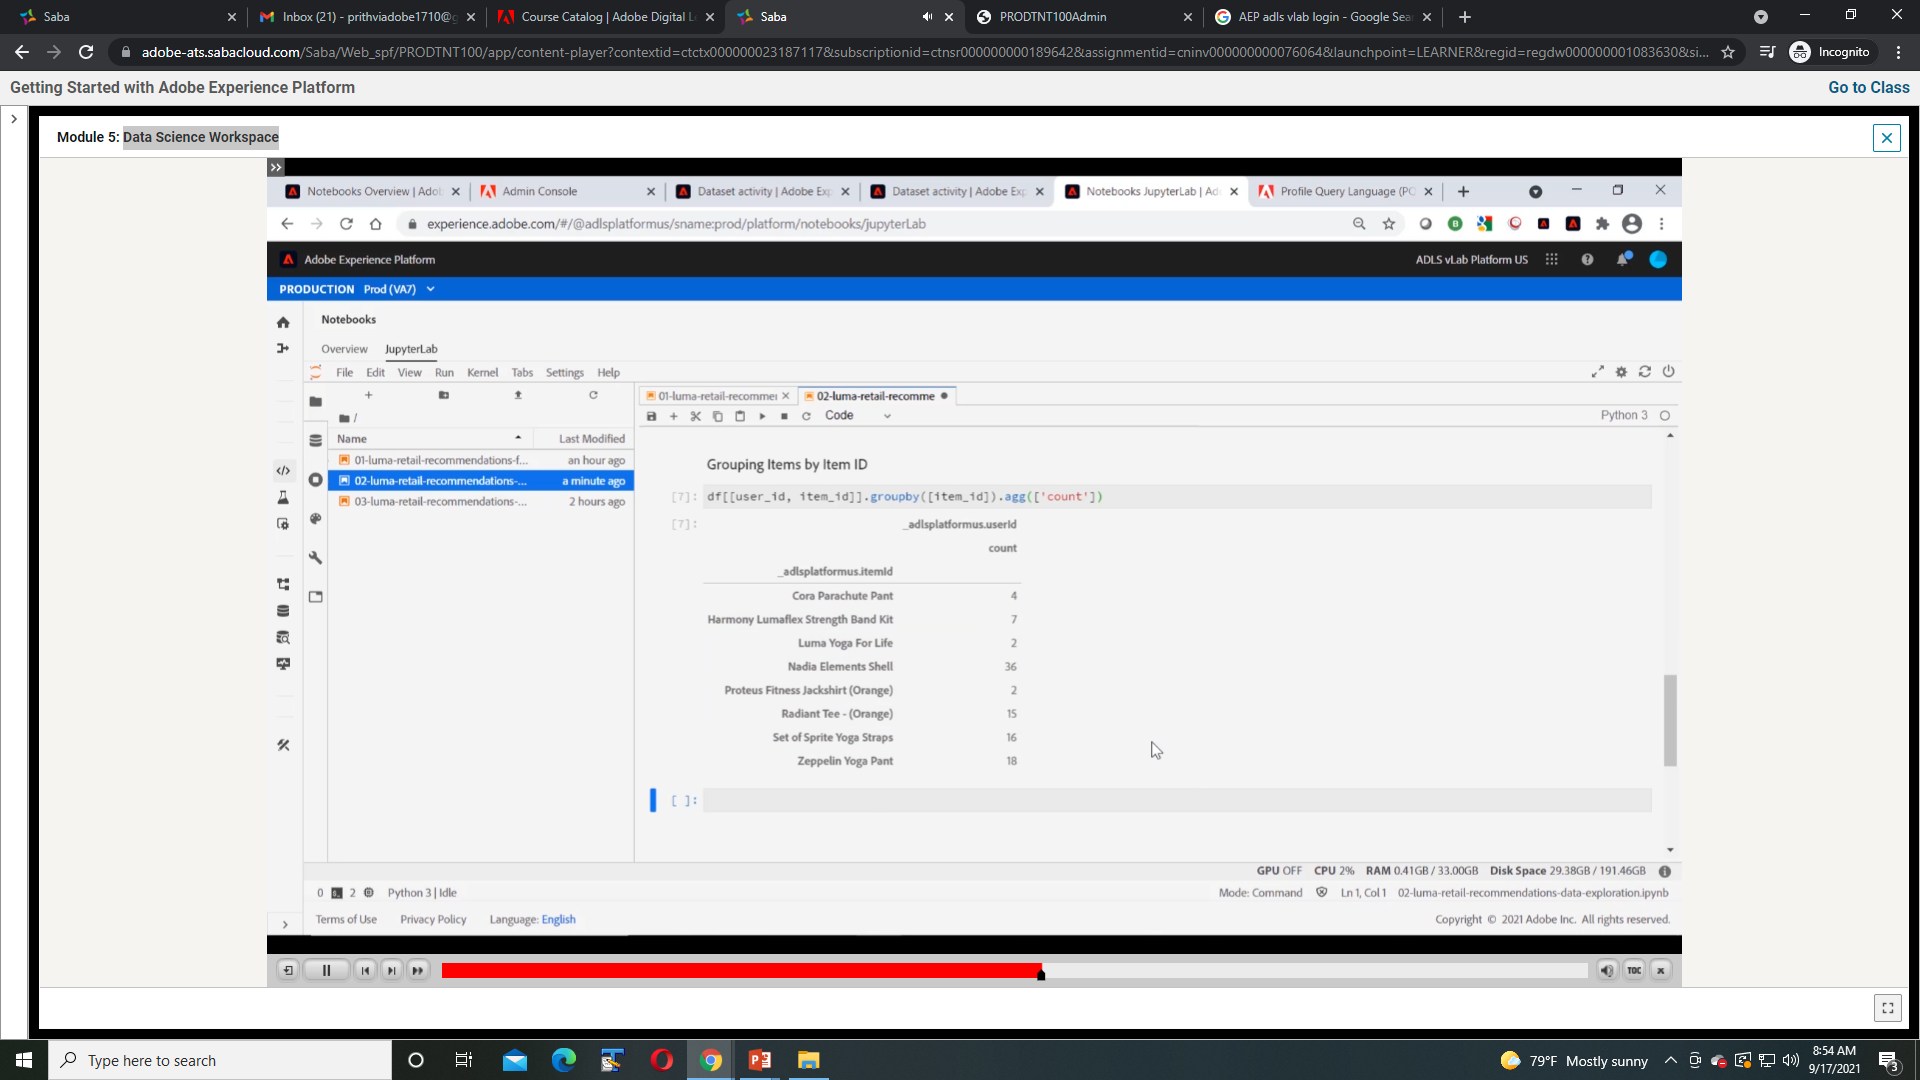 Saba
Inbox (21) - prithviadobe1710@g
Course Catalog | Adobe Digital L
Saba
PRODTNT100Admin
AEP adls vlab login - Google Sea
adobe-ats.sabacloud.com/Saba/Web_spf/PRODTNT100/app/content-player?contextid=ctctx000000023187117&subscriptionid=ctnsr000000000189642&assignmentid=cninv000000000076064&launchpoint=LEARNER&regid=regdw000000001083630&si...
Incognito
Getting Started with Adobe Experience Platform
Go to Class
Module 5: Data Science Workspace
Notebooks Overview | Adob
Admin Console
Dataset activity | Adobe Exp
Dataset activity | Adobe Exp
Notebooks JupyterLab | Ad
Profile Query Language (PQ
experience.adobe.com/#/@adlsplatformus/sname:prod/platform/notebooks/jupyterLab
Adobe Experience Platform
ADLS vLab Platform US
PRODUCTION Prod (VA7)
Notebooks
Overview JupyterLab
File Edit View Run Kernel Tabs Settings Help
01-luma-retail-recommer
02-luma-retail-recomme
/
Code
Python 3
Name Last Modified
01-luma-retail-recommendations-f... an hour ago
02-luma-retail-recommendations-... a minute ago
03-luma-retail-recommendations-... 2 hours ago
Grouping Items by Item ID
[7]: df[[user_id, item_id]].groupby([item_id]).agg(['count'])
[7]: _adlsplatformus.userId
count
_adlsplatformus.itemId
Cora Parachute Pant 4
Harmony Lumaflex Strength Band Kit 7
Luma Yoga For Life 2
Nadia Elements Shell 36
Proteus Fitness Jackshirt (Orange) 2
Radiant Tee - (Orange) 15
Set of Sprite Yoga Straps 16
Zeppelin Yoga Pant 18
[ ]:
GPU OFF CPU 2% RAM 0.41GB / 33.00GB Disk Space 29.38GB / 191.46GB
0 2 Python 3 | Idle
Mode: Command Ln 1, Col 1 02-luma-retail-recommendations-data-exploration.ipynb
Terms of Use Privacy Policy Language: English
Copyright © 2021 Adobe Inc. All rights reserved.
TOC
Type here to search
79°F Mostly sunny
8:54 AM
9/17/2021
3